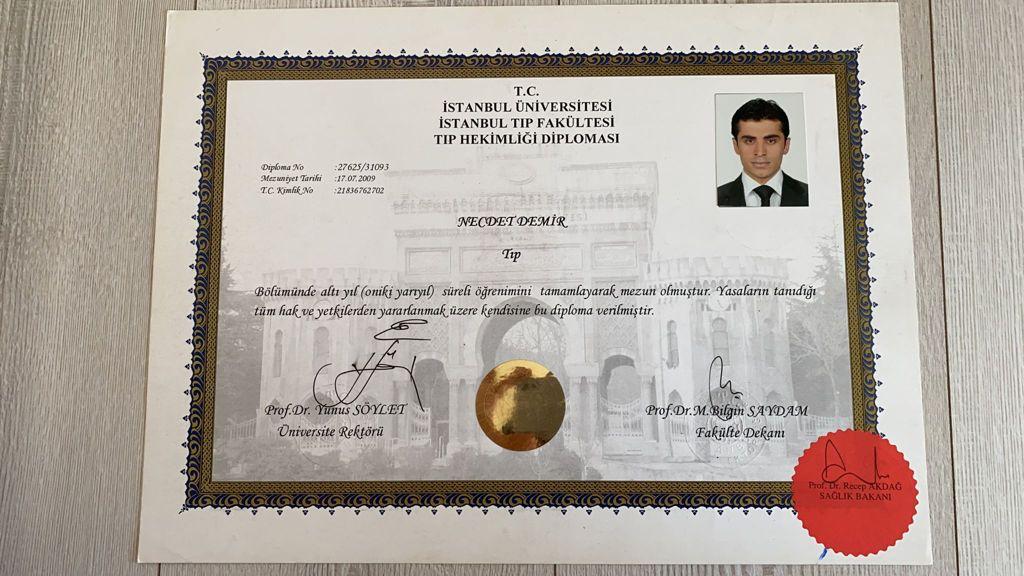 T.C.
İSTANBUL ÜNİVERSİTESİ
İSTANBUL TIP FAKÜLTESİ
TIP HEKİMLİĞİ DİPLOMASI
Diploma No :27625/31093
Mezuniyet Tarihi :17.07.2009
T.C. Kimlik No :21836762702
NECDET DEMİR
Tıp
Bölümünde altı yıl (oniki yarıyıl) süreli öğrenimini tamamlayarak mezun olmuştur. Yasaların tanıdığı
tüm hak ve yetkilerden yararlanmak üzere kendisine bu diploma verilmiştir.
Prof.Dr. Yunus SÖYLET
Üniversite Rektörü
Prof.Dr.M.Bilgin SAYDAM
Fakülte Dekanı
Prof. Dr. Recep AKDAĞ
SAĞLIK BAKANI